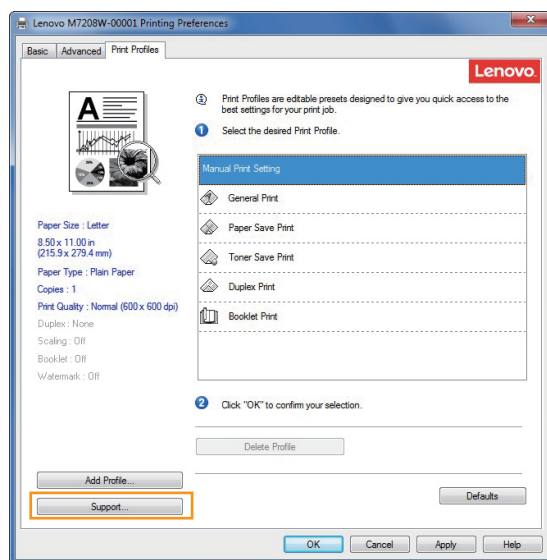 Lenovo M7208W-00001 Printing Preferences
Basic
Advanced
Print Profiles
Lenovo.
A
Print Profiles are editable presets designed to give you quick access to the
best settings for your print job.
1
Select the desired Print Profile.
Manual Print Setting
General Print
Paper Save Print
Toner Save Print
Duplex Print
Booklet Print
Paper Size : Letter
8.50 x 11.00 in
(215.9 x 279.4 mm)
Paper Type : Plain Paper
Copies : 1
Print Quality : Normal (600 x 600 dpi)
Duplex : None
Scaling : Off
Booklet : Off
Watermark : Off
2
Click "OK" to confirm your selection.
Delete Profile
Add Profile...
Support...
Defaults
OK
Cancel
Apply
Help